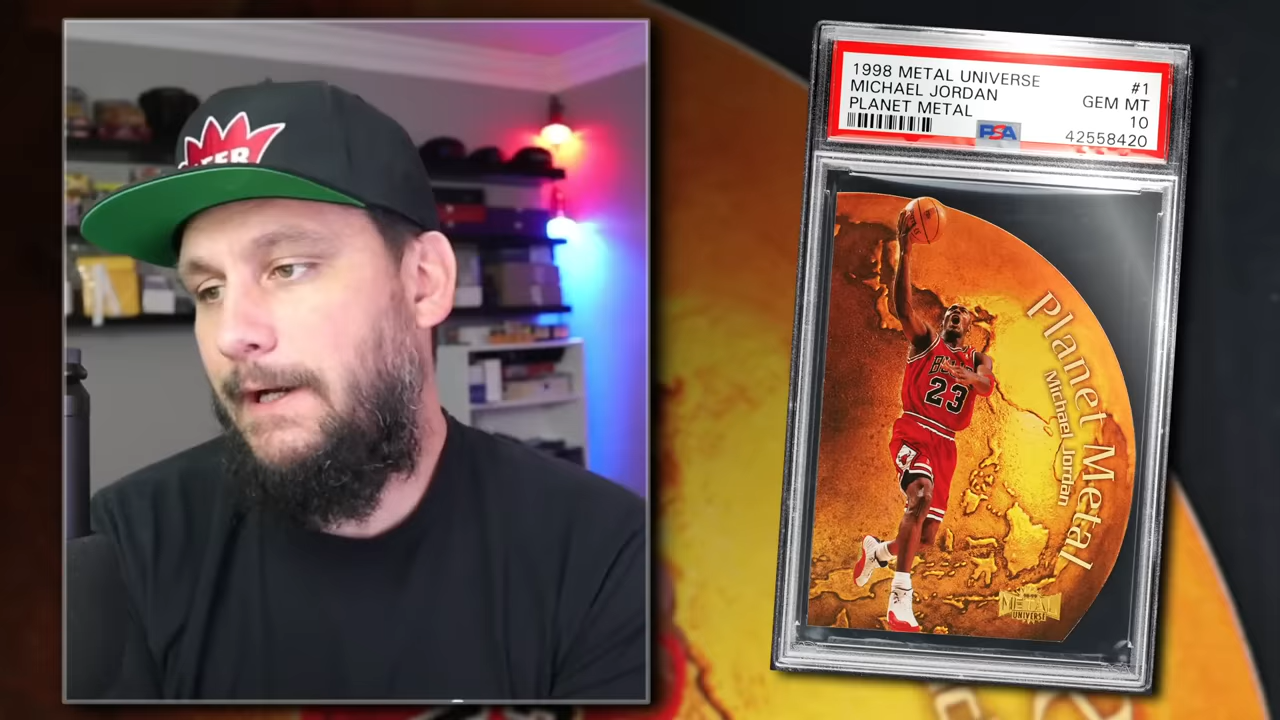 1998 METAL UNIVERSE #1
MICHAEL JORDAN GEM MT
PLANET METAL 10
PSA 42558420
Planet Metal
Michael Jordan
BULLS
23
METAL
UNIVERSE